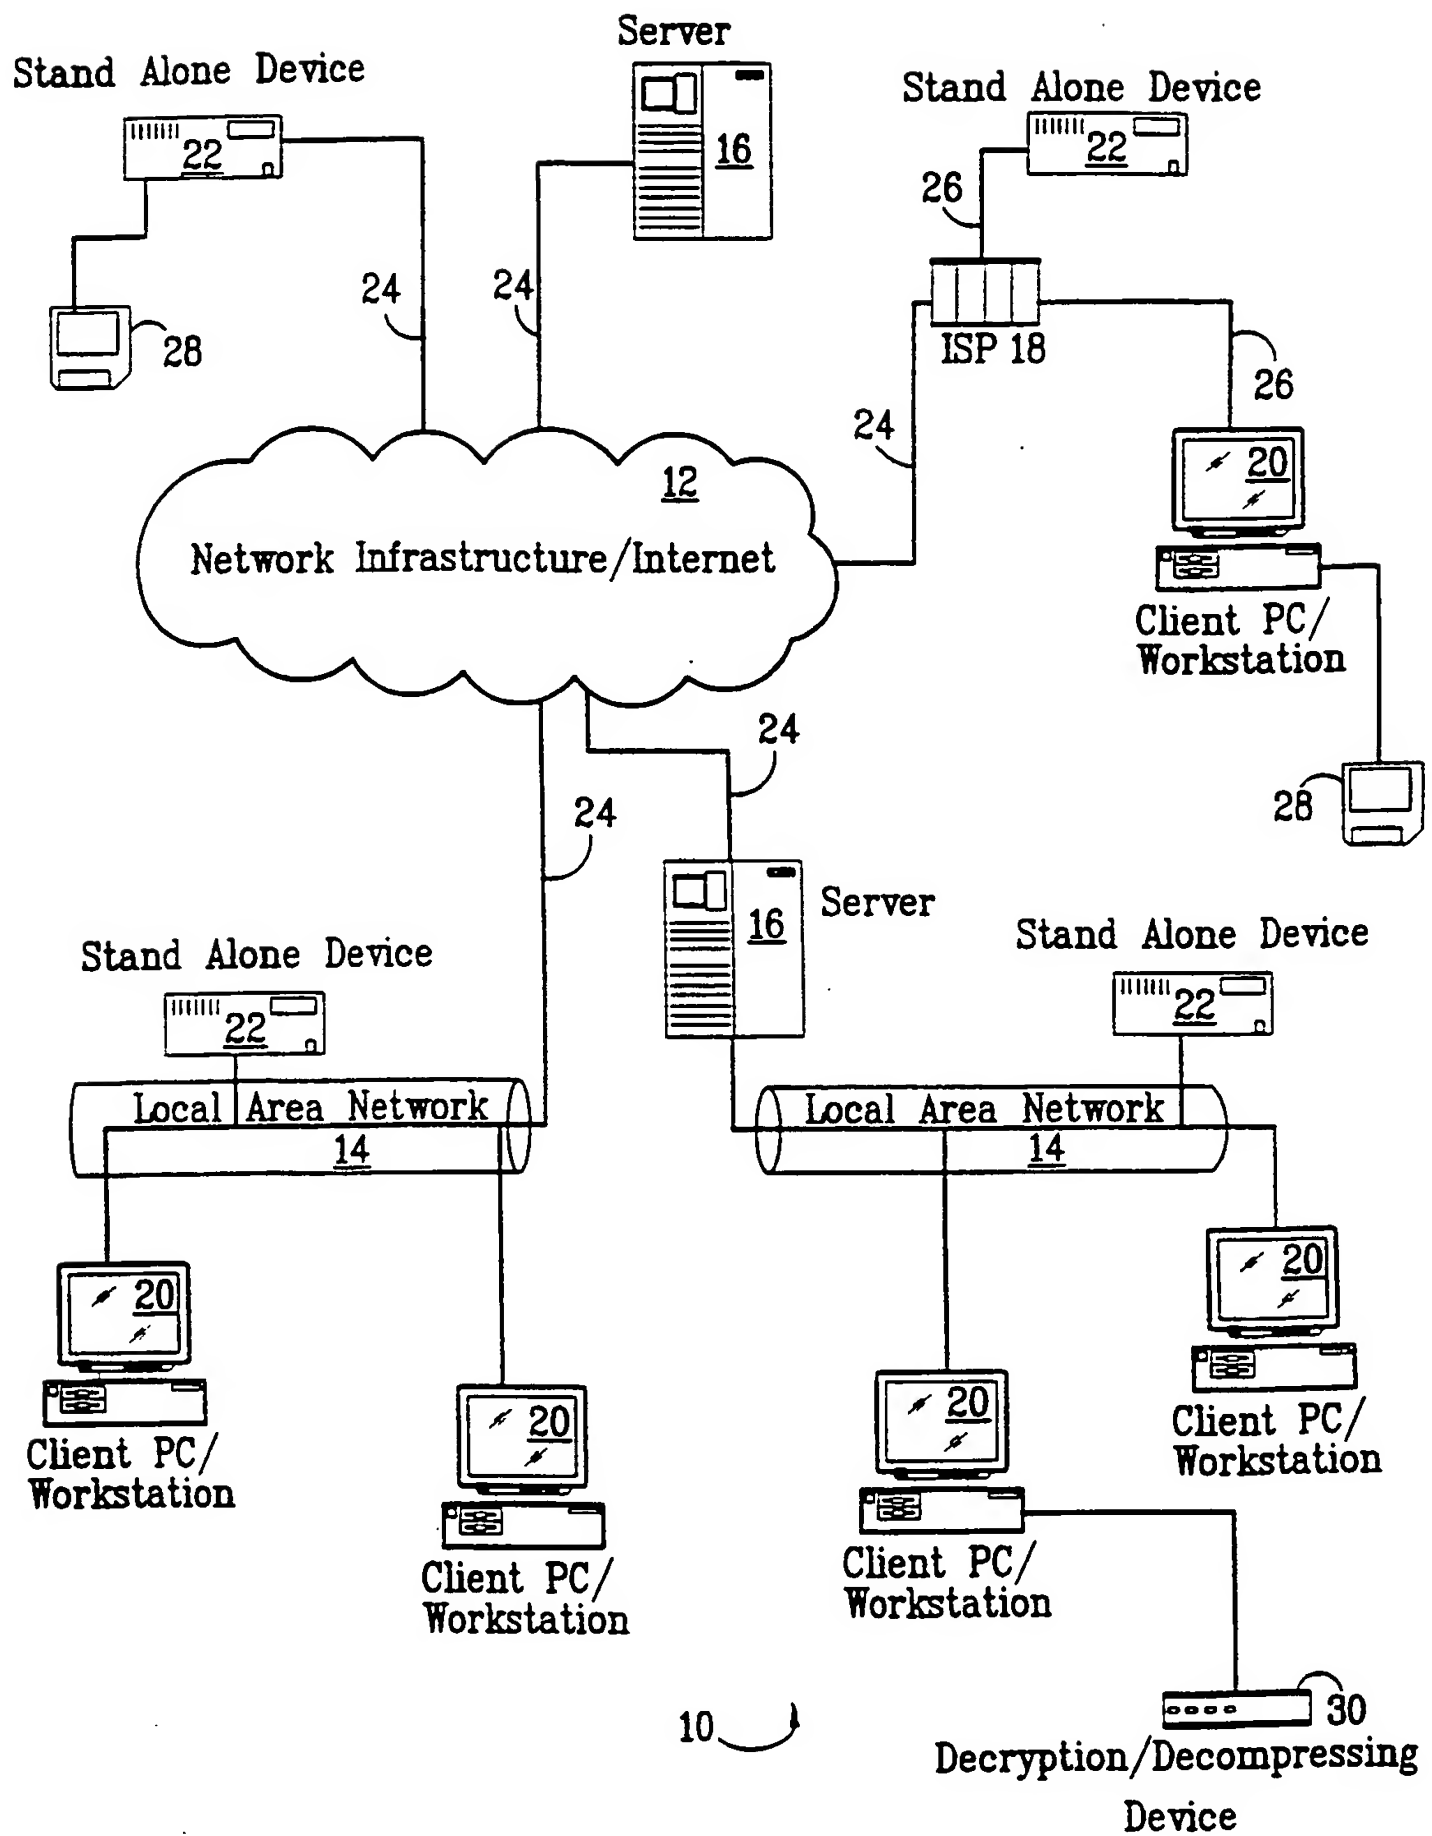 Server
Stand Alone Device
Stand Alone Device
22
16
22
26
24
24
28
ISP 18
26
24
12
20
Network Infrastructure/Internet
Client PC/
Workstation
24
24
28
Server
16
Stand Alone Device
Stand Alone Device
22
22
Local Area Network
14
Local Area Network
14
20
20
20
20
Client PC/
Workstation
Client PC/
Workstation
Client PC/
Workstation
Client PC/
Workstation
10
30
Decryption/Decompressing
Device